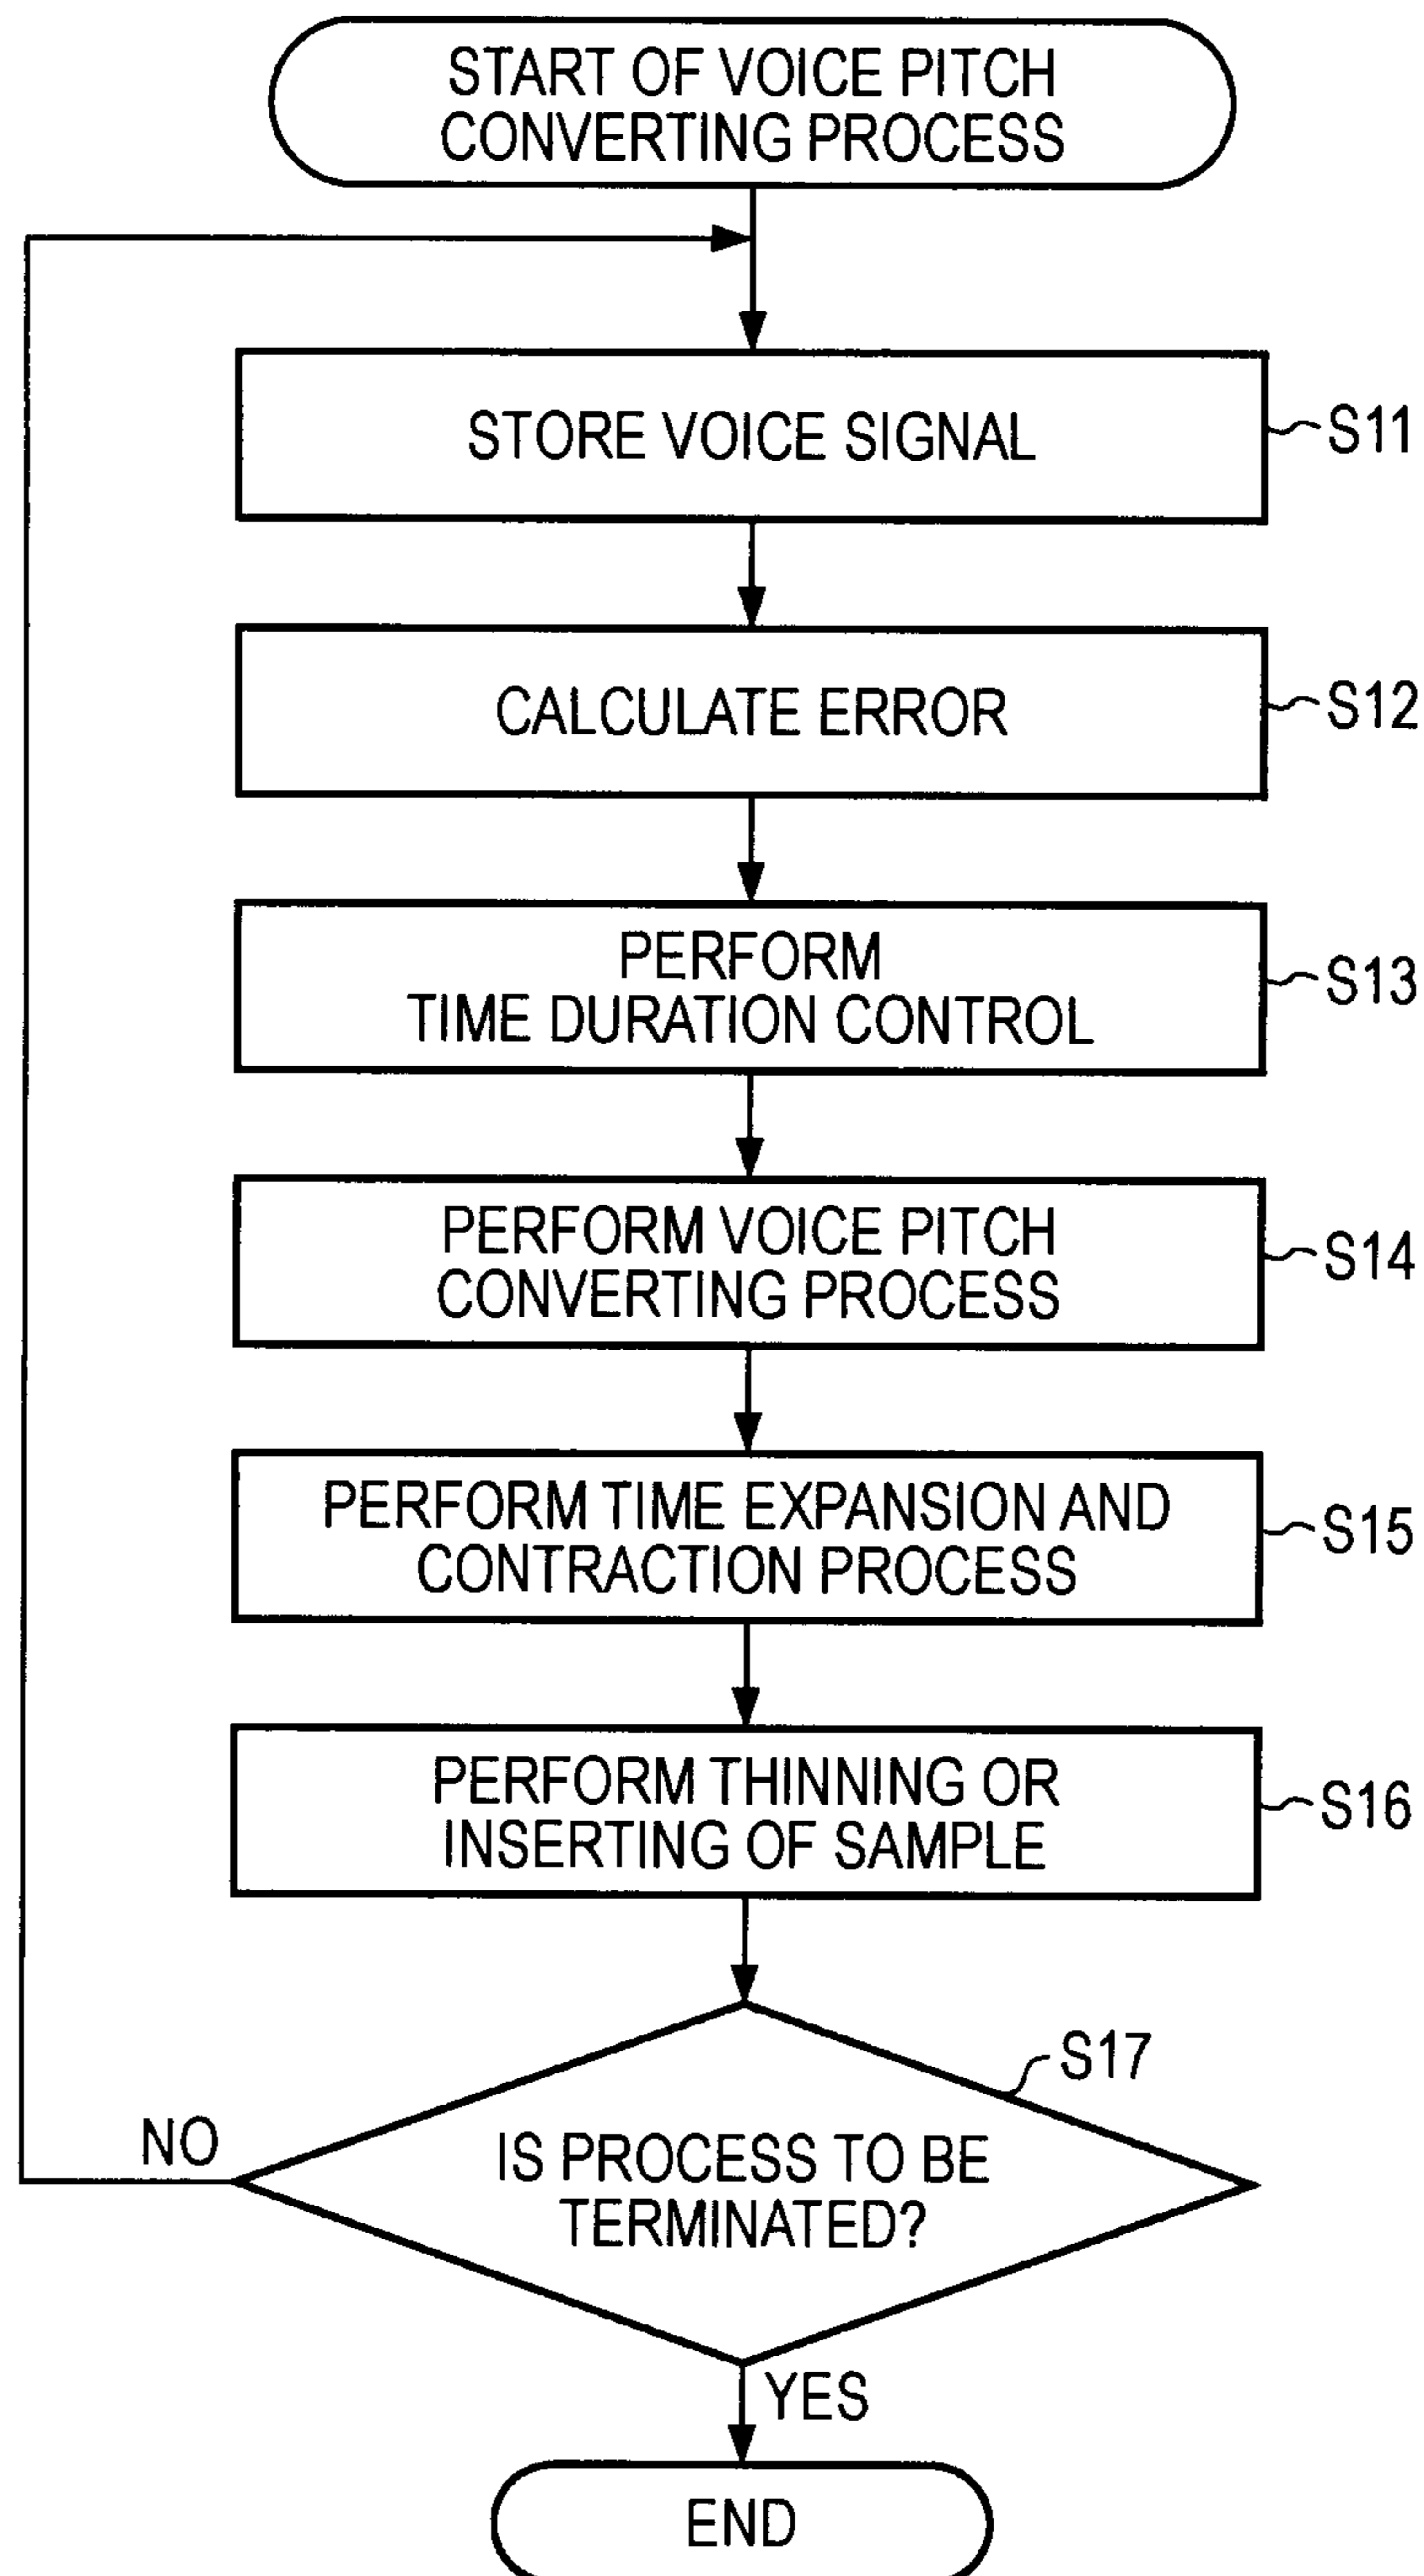 START OF VOICE PITCH
CONVERTING PROCESS
STORE VOICE SIGNAL
S11
CALCULATE ERROR
S12
PERFORM
TIME DURATION CONTROL
S13
PERFORM VOICE PITCH
CONVERTING PROCESS
S14
PERFORM TIME EXPANSION AND
CONTRACTION PROCESS
S15
PERFORM THINNING OR
INSERTING OF SAMPLE
S16
S17
NO
IS PROCESS TO BE
TERMINATED?
YES
END